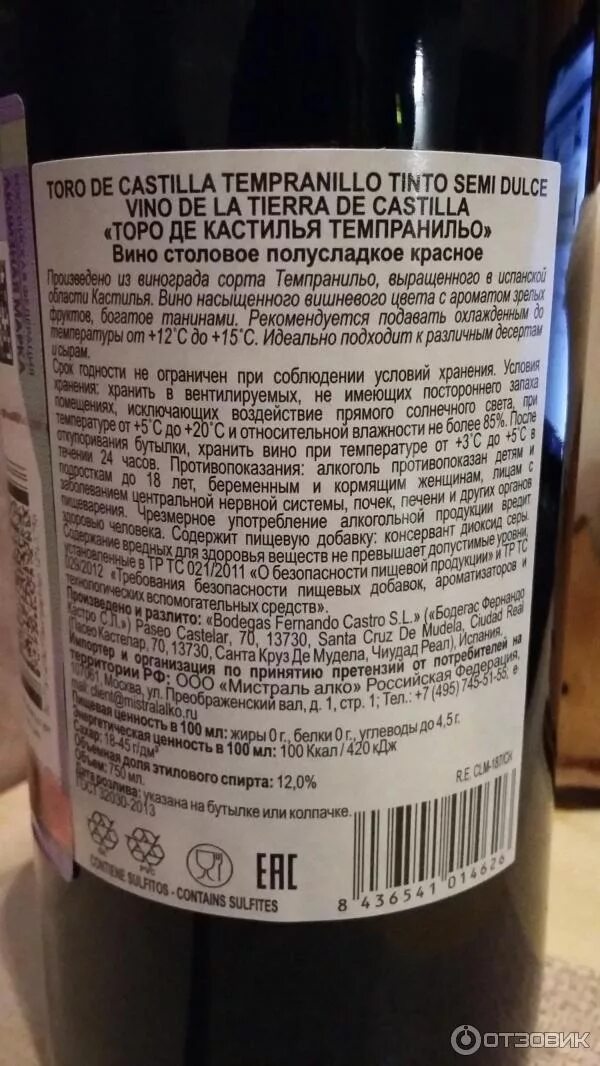 TORO DE CASTILLA TEMPRANILLO TINTO SEMI DULCE
VINO DE LA TIERRA DE CASTILLA
«ТОРО ДЕ КАСТИЛЬЯ ТЕМПРАНИЛЬО»
Вино столовое полусладкое красное
Произведено из винограда сорта Темпранильо, выращенного в испанской
области Кастилья. Вино насыщенного вишневого цвета с ароматом зрелых
фруктов, богатое танинами. Рекомендуется подавать охлажденным до
температуры от +12˚С до +15˚С. Идеально подходит к различным десертам
и сырам.
Срок годности не ограничен при соблюдении условий хранения. Условия
хранения: хранить в вентилируемых, не имеющих постороннего запаха
помещениях, исключающих воздействие прямого солнечного света, при
температуре от +5˚С до +20˚С и относительной влажности не более 85%. После
откупоривания бутылки, хранить вино при температуре от +3˚С до +5˚С в
течении 24 часов. Противопоказания: алкоголь противопоказан детям и
подросткам до 18 лет, беременным и кормящим женщинам, лицам с
заболеванием центральной нервной системы, почек, печени и других органов
пищеварения. Чрезмерное употребление алкогольной продукции вредит
здоровью человека. Содержит пищевую добавку: консервант диоксид серы.
Содержание вредных для здоровья веществ не превышает допустимые уровни,
установленные в ТР ТС 021/2011 «О безопасности пищевой продукции» и ТР ТС
029/2012 «Требования безопасности пищевых добавок, ароматизаторов и
технологических вспомогательных средств».
Произведено и разлито: «Bodegas Fernando Castro S.L.» («Бодегас Фернандо
Кастро С.Л.») Paseo Castelar, 70, 13730, Santa Cruz De Mudela, Ciudad Real
(Пасео Кастелар, 70, 13730, Санта Круз Де Мудела, Чиудад Реал), Испания.
Импортер и организация по принятию претензий от потребителей на
территории РФ: ООО «Мистраль алко» Российская Федерация,
107061, Москва, ул. Преображенский вал, д. 1, стр. 1; Тел.: +7 (495) 745-51-55, e-
mail: client@mistralalko.ru
Пищевая ценность в 100 мл: жиры 0 г., белки 0 г., углеводы до 4,5 г.
Энергетическая ценность в 100 мл: 100 Ккал / 420 кДж
Сахар: 18-45 г/дм³
Объемная доля этилового спирта: 12,0%
Объем: 750 мл.
Дата розлива: указана на бутылке или колпачке.
ГОСТ 32030-2013
R.E. CLM-187/CR
PVC
CONTIENE SULFITOS - CONTAINS SULFITES
EAC
8 436541 014626
ОТЗОВИК